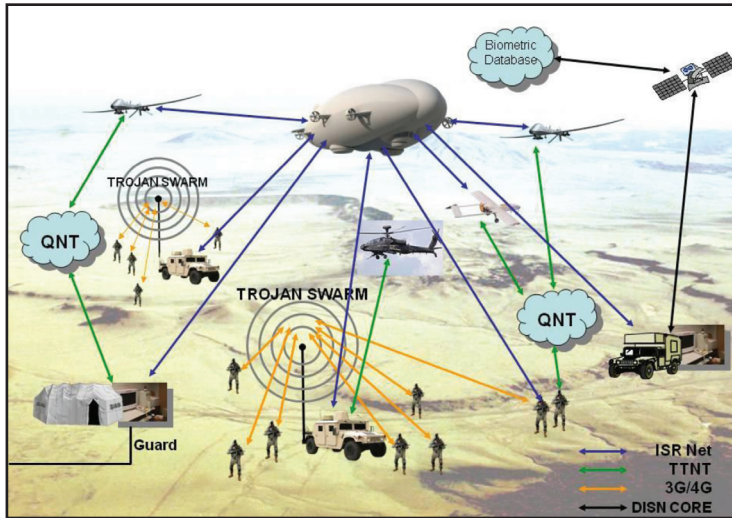 Biometric
Database
TROJAN SWARM
QNT
TROJAN SWARM
QNT
Guard
ISR Net
TTNT
3G/4G
DISN CORE